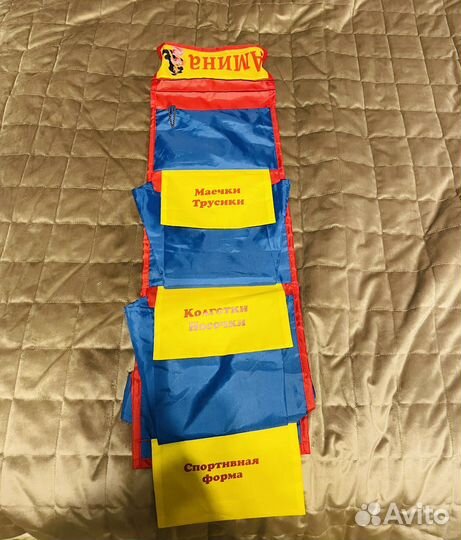 Амина
Маечки
Трусики
Колготки
Носочки
Спортивная
форма
Avito